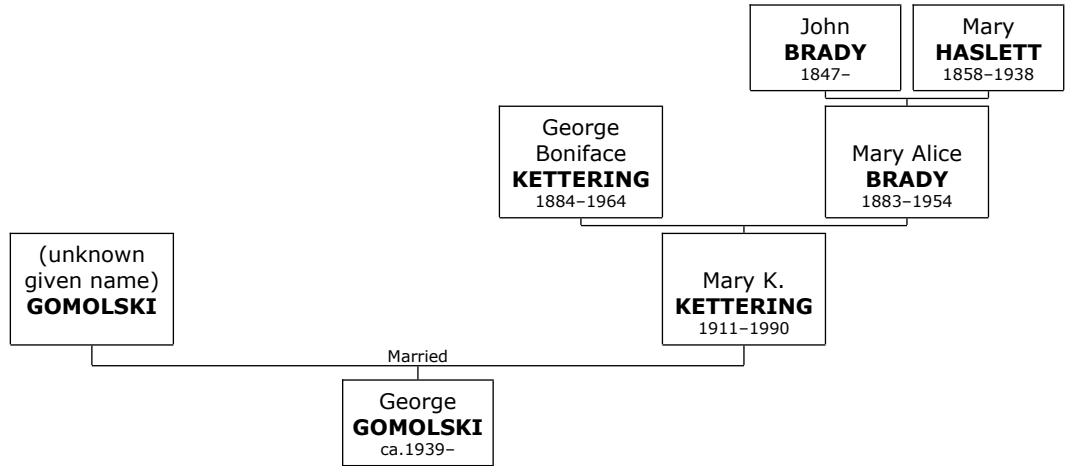 John
BRADY
1847–
Mary
HASLETT
1858–1938
George
Boniface
KETTERING
1884–1964
Mary Alice
BRADY
1883–1954
(unknown
given name)
GOMOLSKI
Mary K.
KETTERING
1911–1990
Married
George
GOMOLSKI
ca.1939–